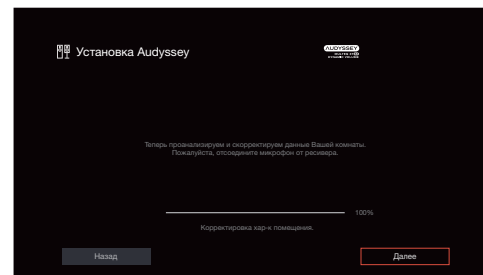 Установка Audyssey
AUDYSSEY
Теперь проанализируем и скорректируем данные Вашей комнаты.
Пожалуйста, отсоедините микрофон от ресивера.
100%
Корректировка хар-к помещения.
Назад
Далее